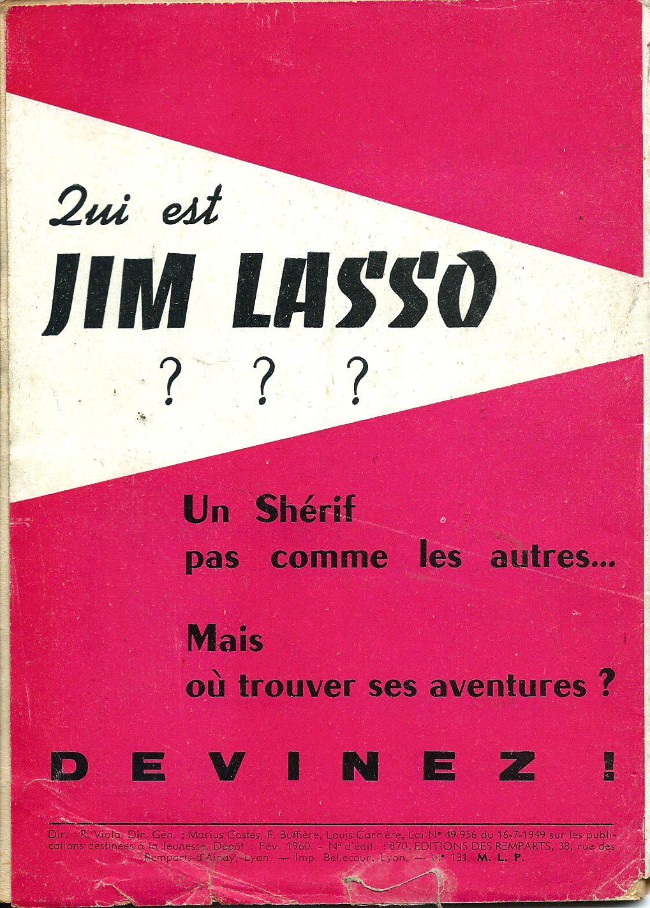 Qui est
JIM LASSO
? ? ?
Un Shérif
pas comme les autres...
Mais
où trouver ses aventures ?
DEVINEZ !
Dir. : R. Viola, Dir. Gén. : Marius Costes, F. Buffière, Louis Carrière, Loi N° 49.956 du 16-7-1949 sur les publi-
cations destinées à la Jeunesse. Dépôt : Fév. 1960. - N° d'édit. : 870, EDITIONS DES REMPARTS, 38, rue des
Remparts-d'Ainay, Lyon. — Imp. Bellecour, Lyon. — 131 M. L. P.